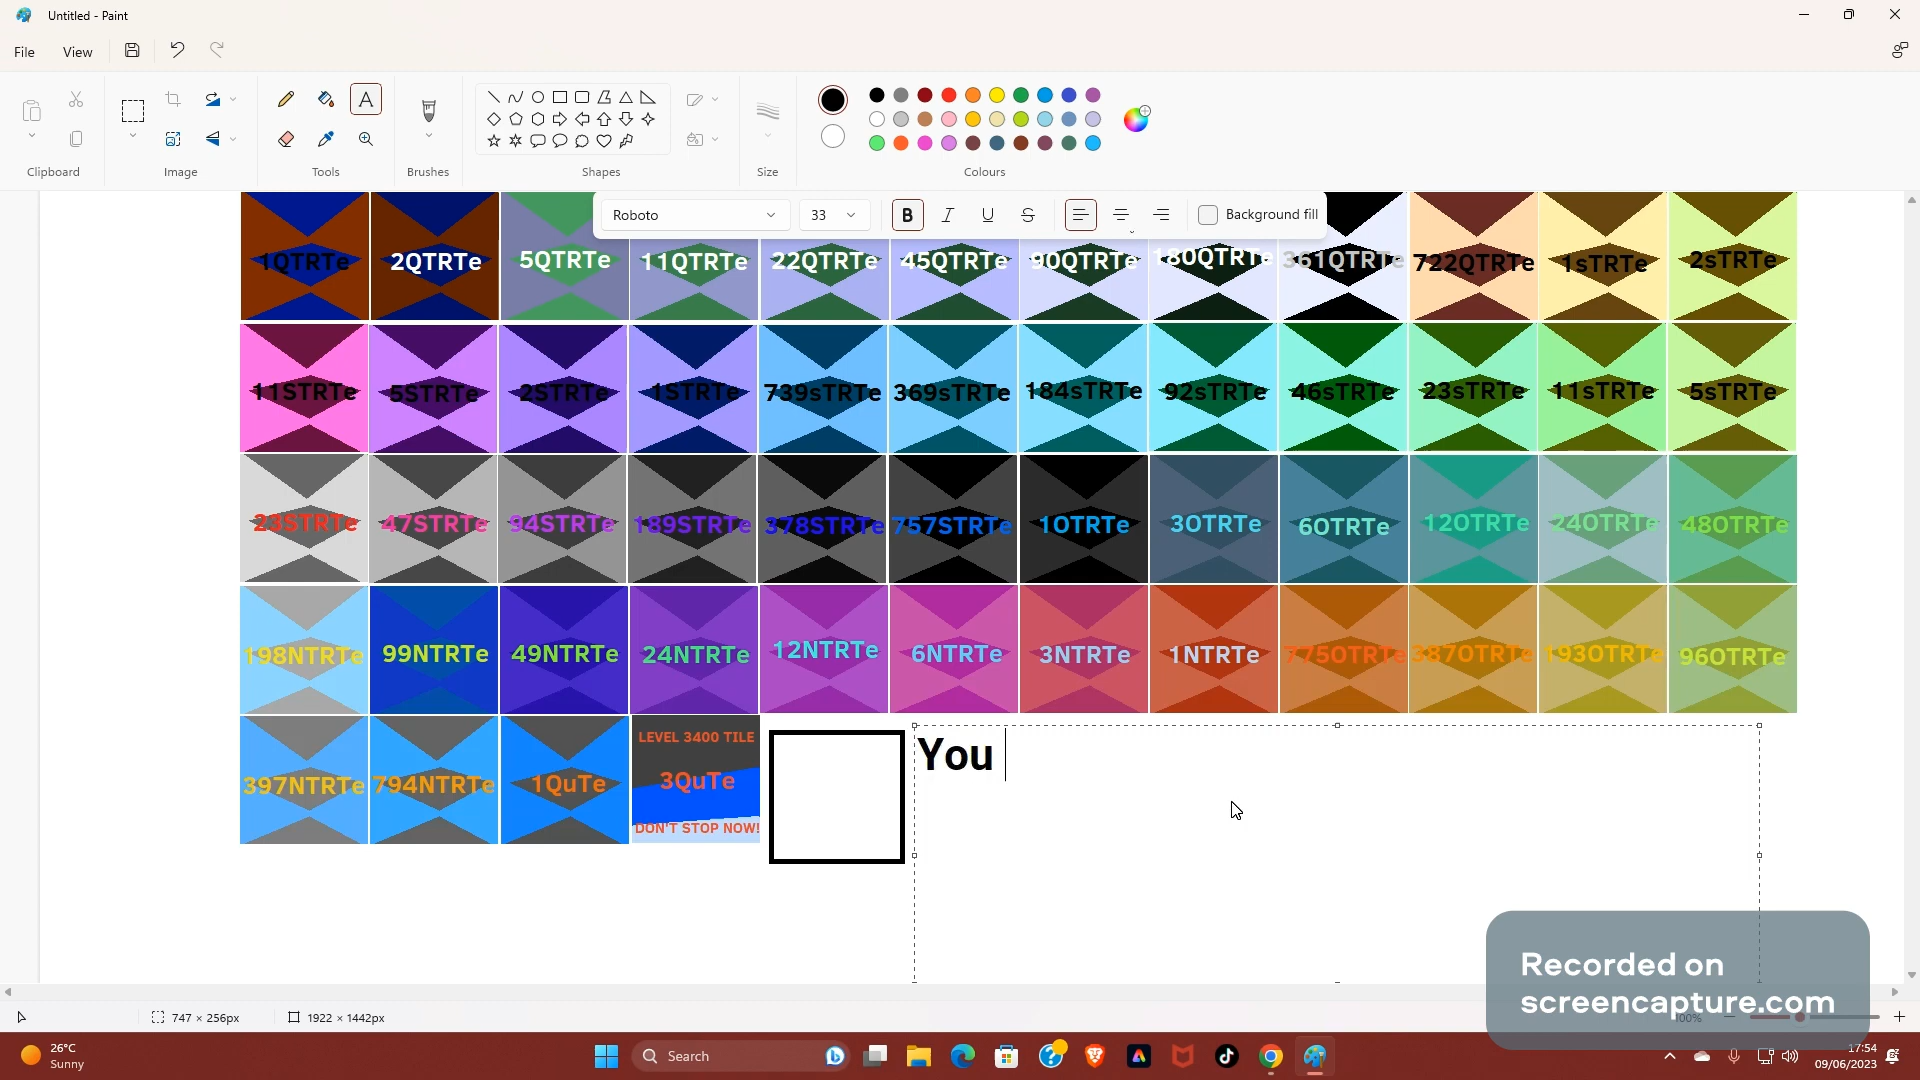 Untitled - Paint
File View
Clipboard Image Tools Brushes Shapes Size Colours
Roboto 33 B I U S Background fill
1QTRTe 2QTRTe 5QTRTe 11QTRTe 22QTRTe 45QTRTe 90QTRTe 180QTRTe 361QTRTe 722QTRTe 1sTRTe 2sTRTe
11STRTe 5STRTe 2STRTe 1STRTe 739sTRTe 369sTRTe 184sTRTe 92sTRTe 46sTRTe 23sTRTe 11sTRTe 5sTRTe
23STRTe 47STRTe 94STRTe 189STRTe 378STRTe 757STRTe 1OTRTe 3OTRTe 6OTRTe 12OTRTe 24OTRTe 48OTRTe
198NTRTe 99NTRTe 49NTRTe 24NTRTe 12NTRTe 6NTRTe 3NTRTe 1NTRTe 775OTRTe 387OTRTe 193OTRTe 96OTRTe
LEVEL 3400 TILE
397NTRTe 794NTRTe 1QuTe 3QuTe
DON'T STOP NOW!
You
Recorded on
screencapture.com
747 × 256px 1922 × 1442px 100%
26°C
Sunny
Search
17:54
09/06/2023